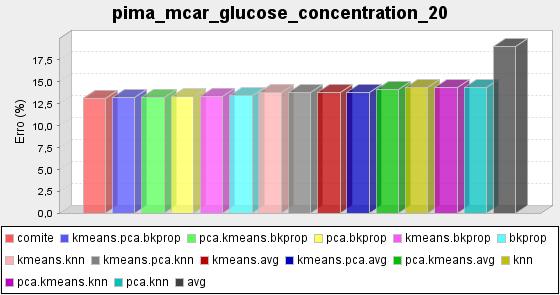 pima_mcar_glucose_concentration_20
Erro (%)
17,5
15,0
12,5
10,0
7,5
5,0
2,5
0,0
comite kmeans.pca.bkprop pca.kmeans.bkprop pca.bkprop kmeans.bkprop bkprop
kmeans.knn kmeans.pca.knn kmeans.avg kmeans.pca.avg pca.kmeans.avg knn
pca.kmeans.knn pca.knn avg